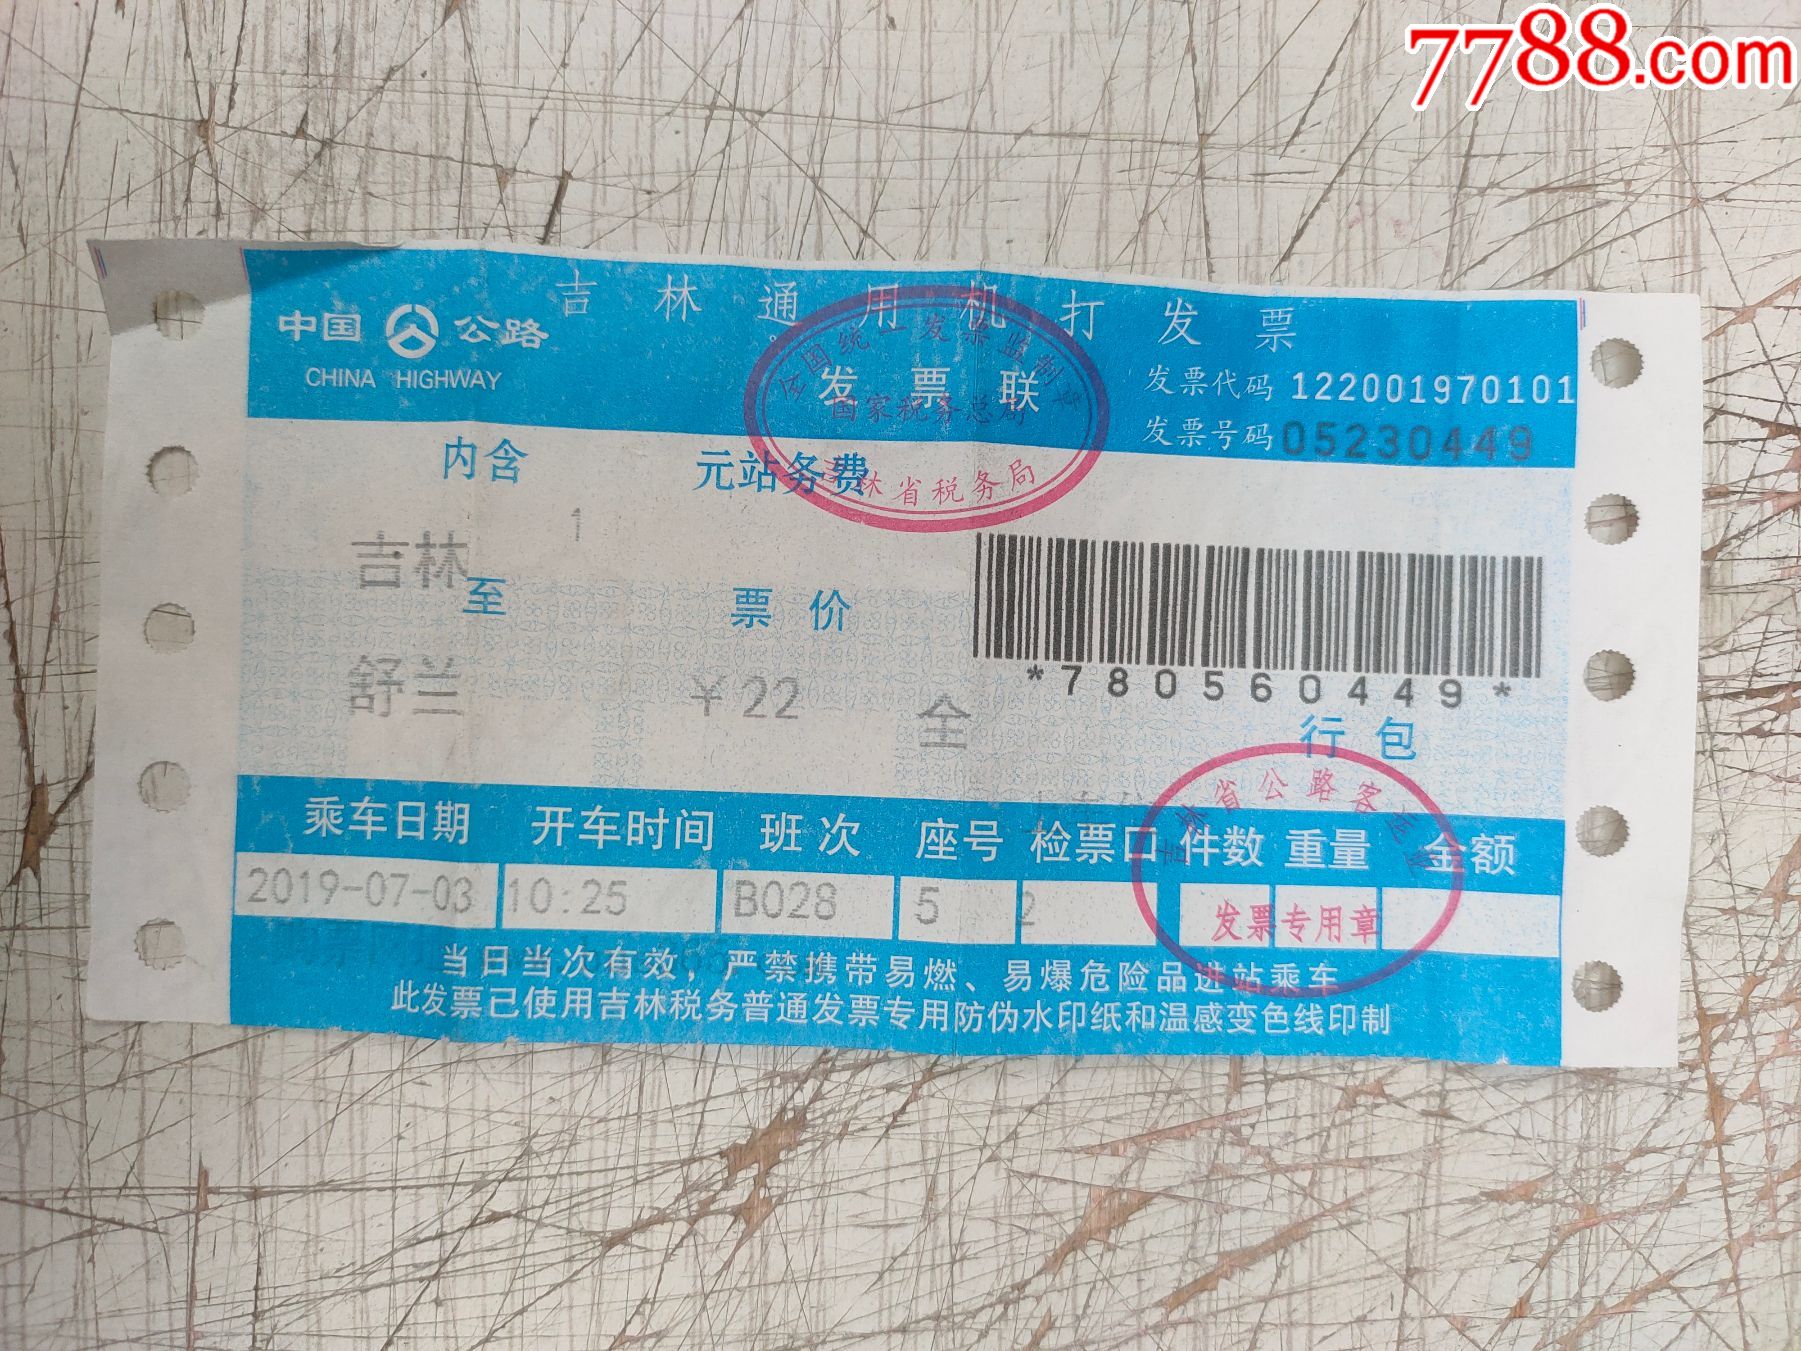 7788.com
吉林通用机打发票
中国公路
CHINA HIGHWAY
全国统一发票监制章
发票联
国家税务总局
发票代码 122001970101
发票号码 05230449
内含 元站务费
林省税务局
1
吉林
至
票价
舒兰
￥22
全
*780560449*
行包
林省公路客运
乘车日期 开车时间 班次 座号 检票口 件数 重量 金额
2019-07-03 10:25 B028 5 2
发票专用章
当日当次有效，严禁携带易燃、易爆危险品进站乘车
此发票已使用吉林税务普通发票专用防伪水印纸和温感变色线印制